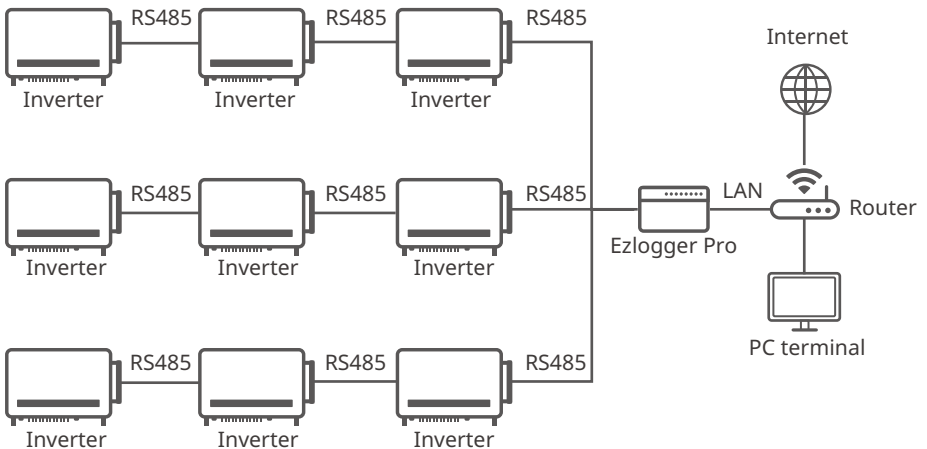 RS485 RS485 RS485
Internet
Inverter Inverter Inverter
RS485 RS485 RS485 LAN
Router
Ezlogger Pro
Inverter Inverter Inverter
PC terminal
RS485 RS485 RS485
Inverter Inverter Inverter